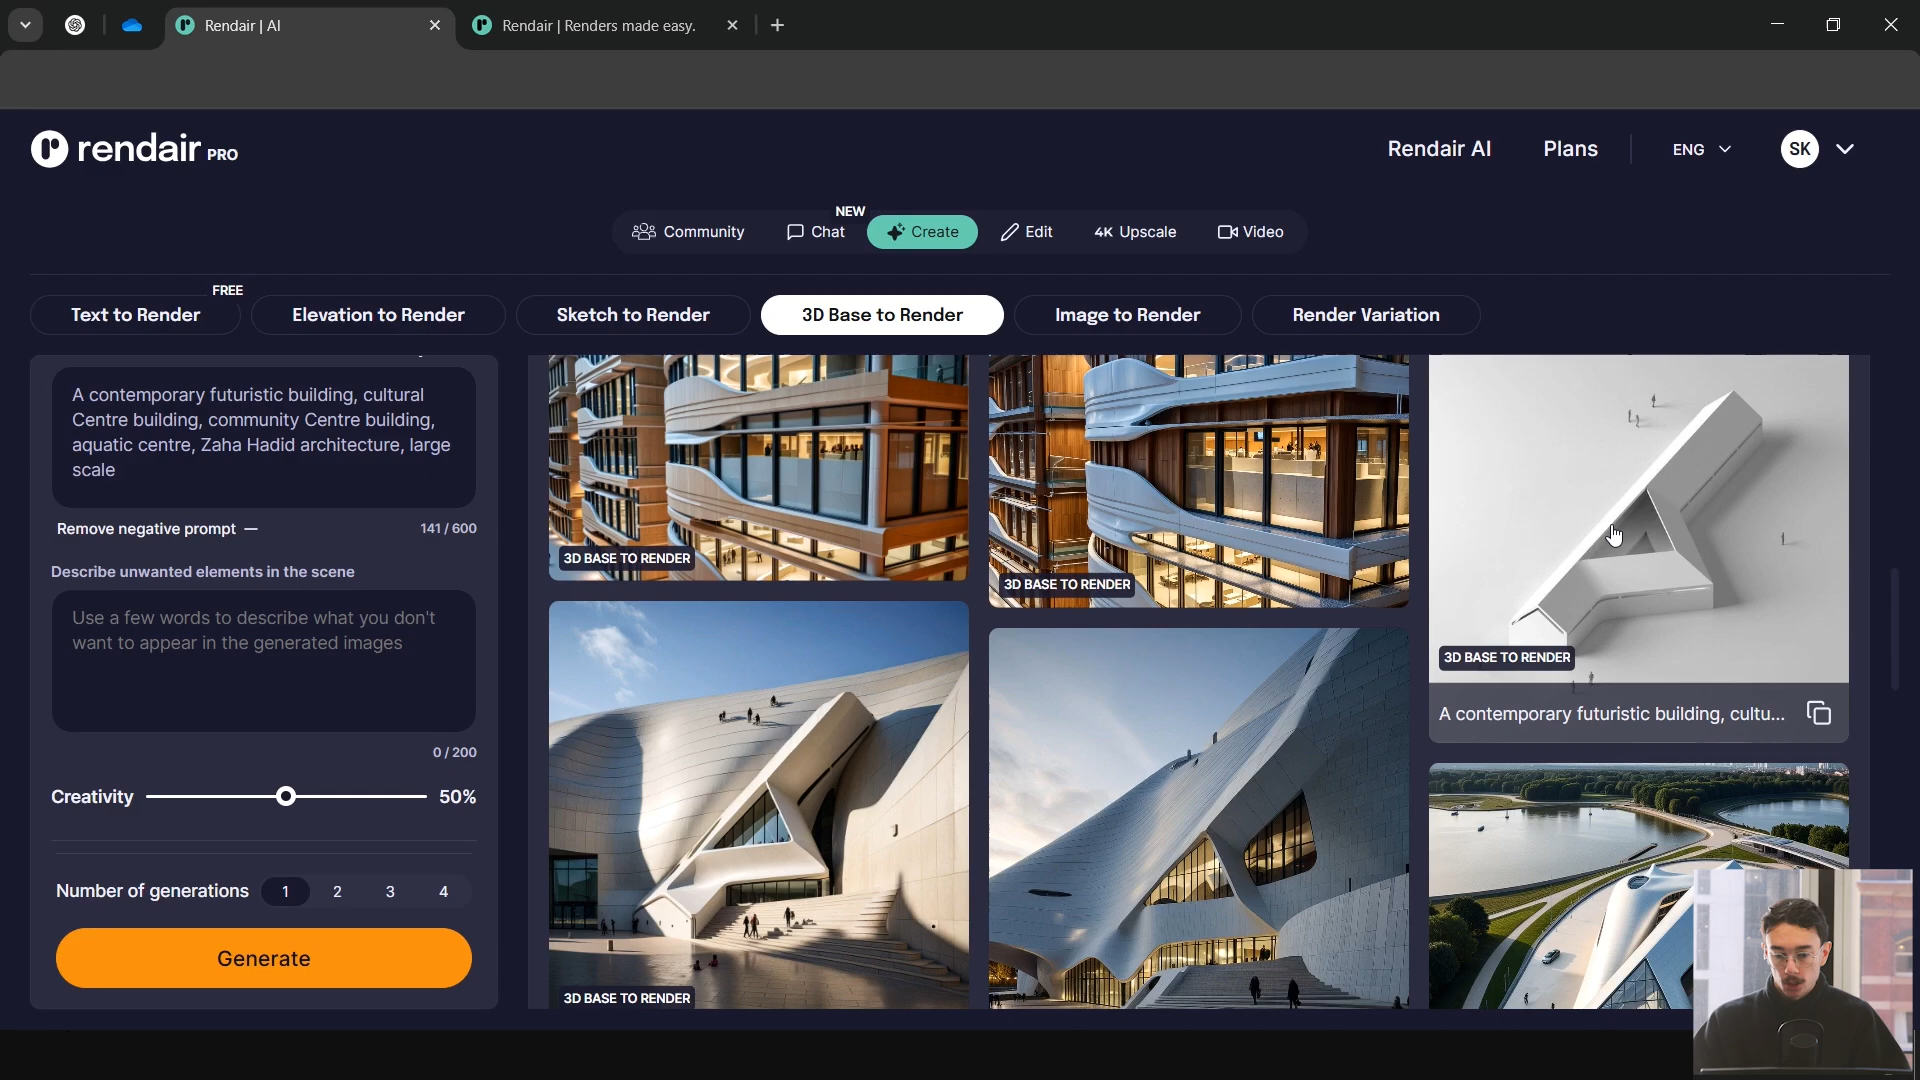 Rendair | AI
Rendair | Renders made easy.
rendair PRO
Rendair AI
Plans
ENG
SK
Community
NEW
Chat
Create
Edit
4K Upscale
Video
FREE
Text to Render
Elevation to Render
Sketch to Render
3D Base to Render
Image to Render
Render Variation
A contemporary futuristic building, cultural
Centre building, community Centre building,
aquatic centre, Zaha Hadid architecture, large
scale
Remove negative prompt —
141 / 600
Describe unwanted elements in the scene
Use a few words to describe what you don't
want to appear in the generated images
0 / 200
Creativity
50%
Number of generations
1
2
3
4
Generate
3D BASE TO RENDER
3D BASE TO RENDER
3D BASE TO RENDER
A contemporary futuristic building, cultu...
3D BASE TO RENDER